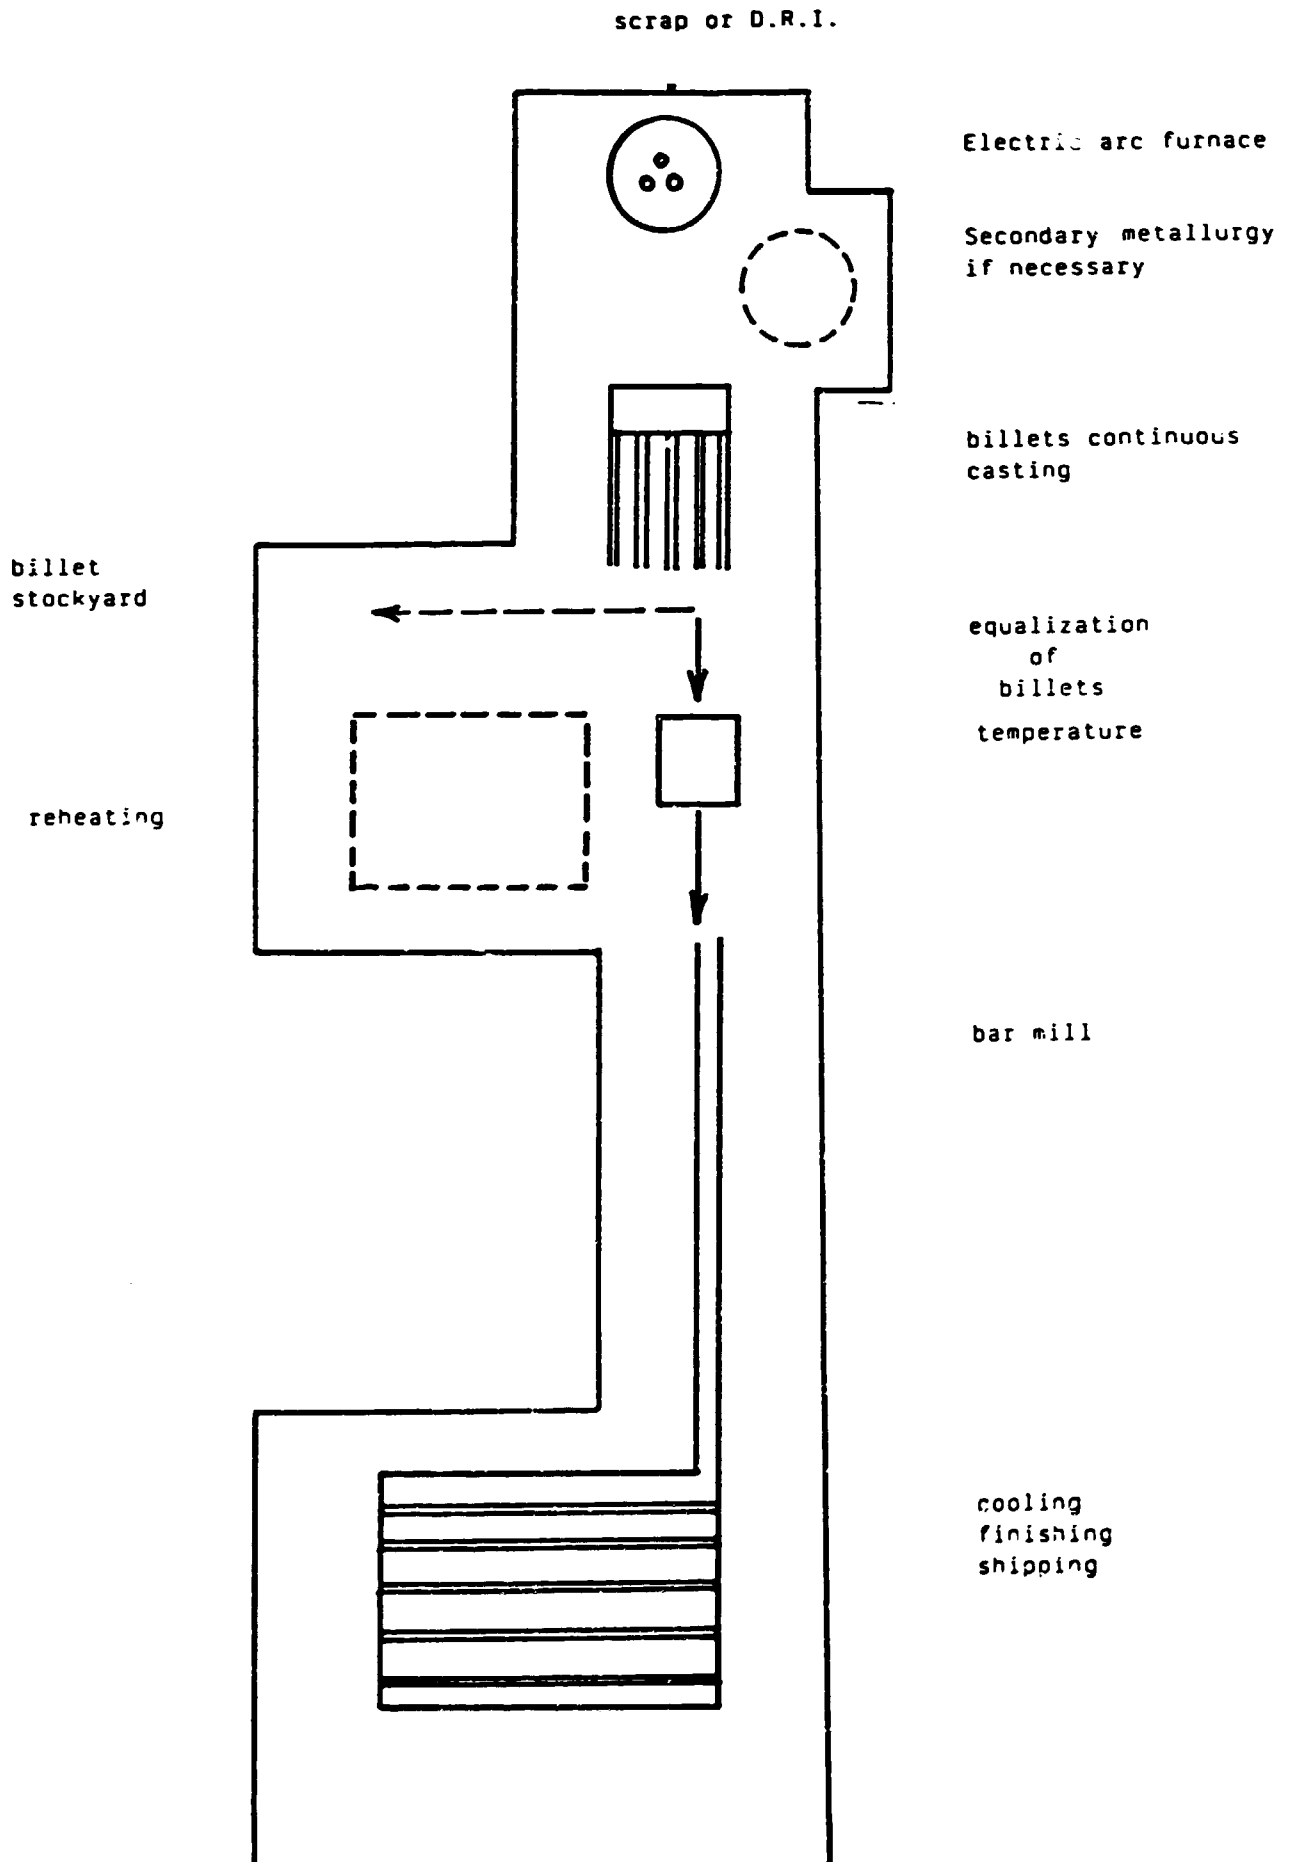 scrap or D.R.I.
Electric arc furnace
Secondary metallurgy
if necessary
billets continuous
casting
billet
stockyard
equalization
of
billets
temperature
reheating
bar mill
cooling
finishing
shipping